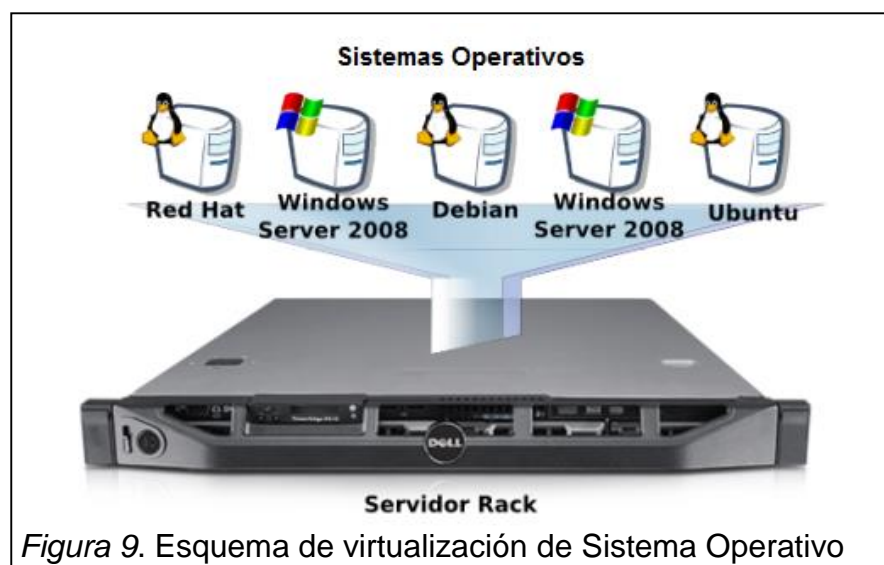 Sistemas Operativos
Red Hat
Windows
Server 2008
Debian
Windows
Server 2008
Ubuntu
DELL
Servidor Rack
Figura 9. Esquema de virtualización de Sistema Operativo